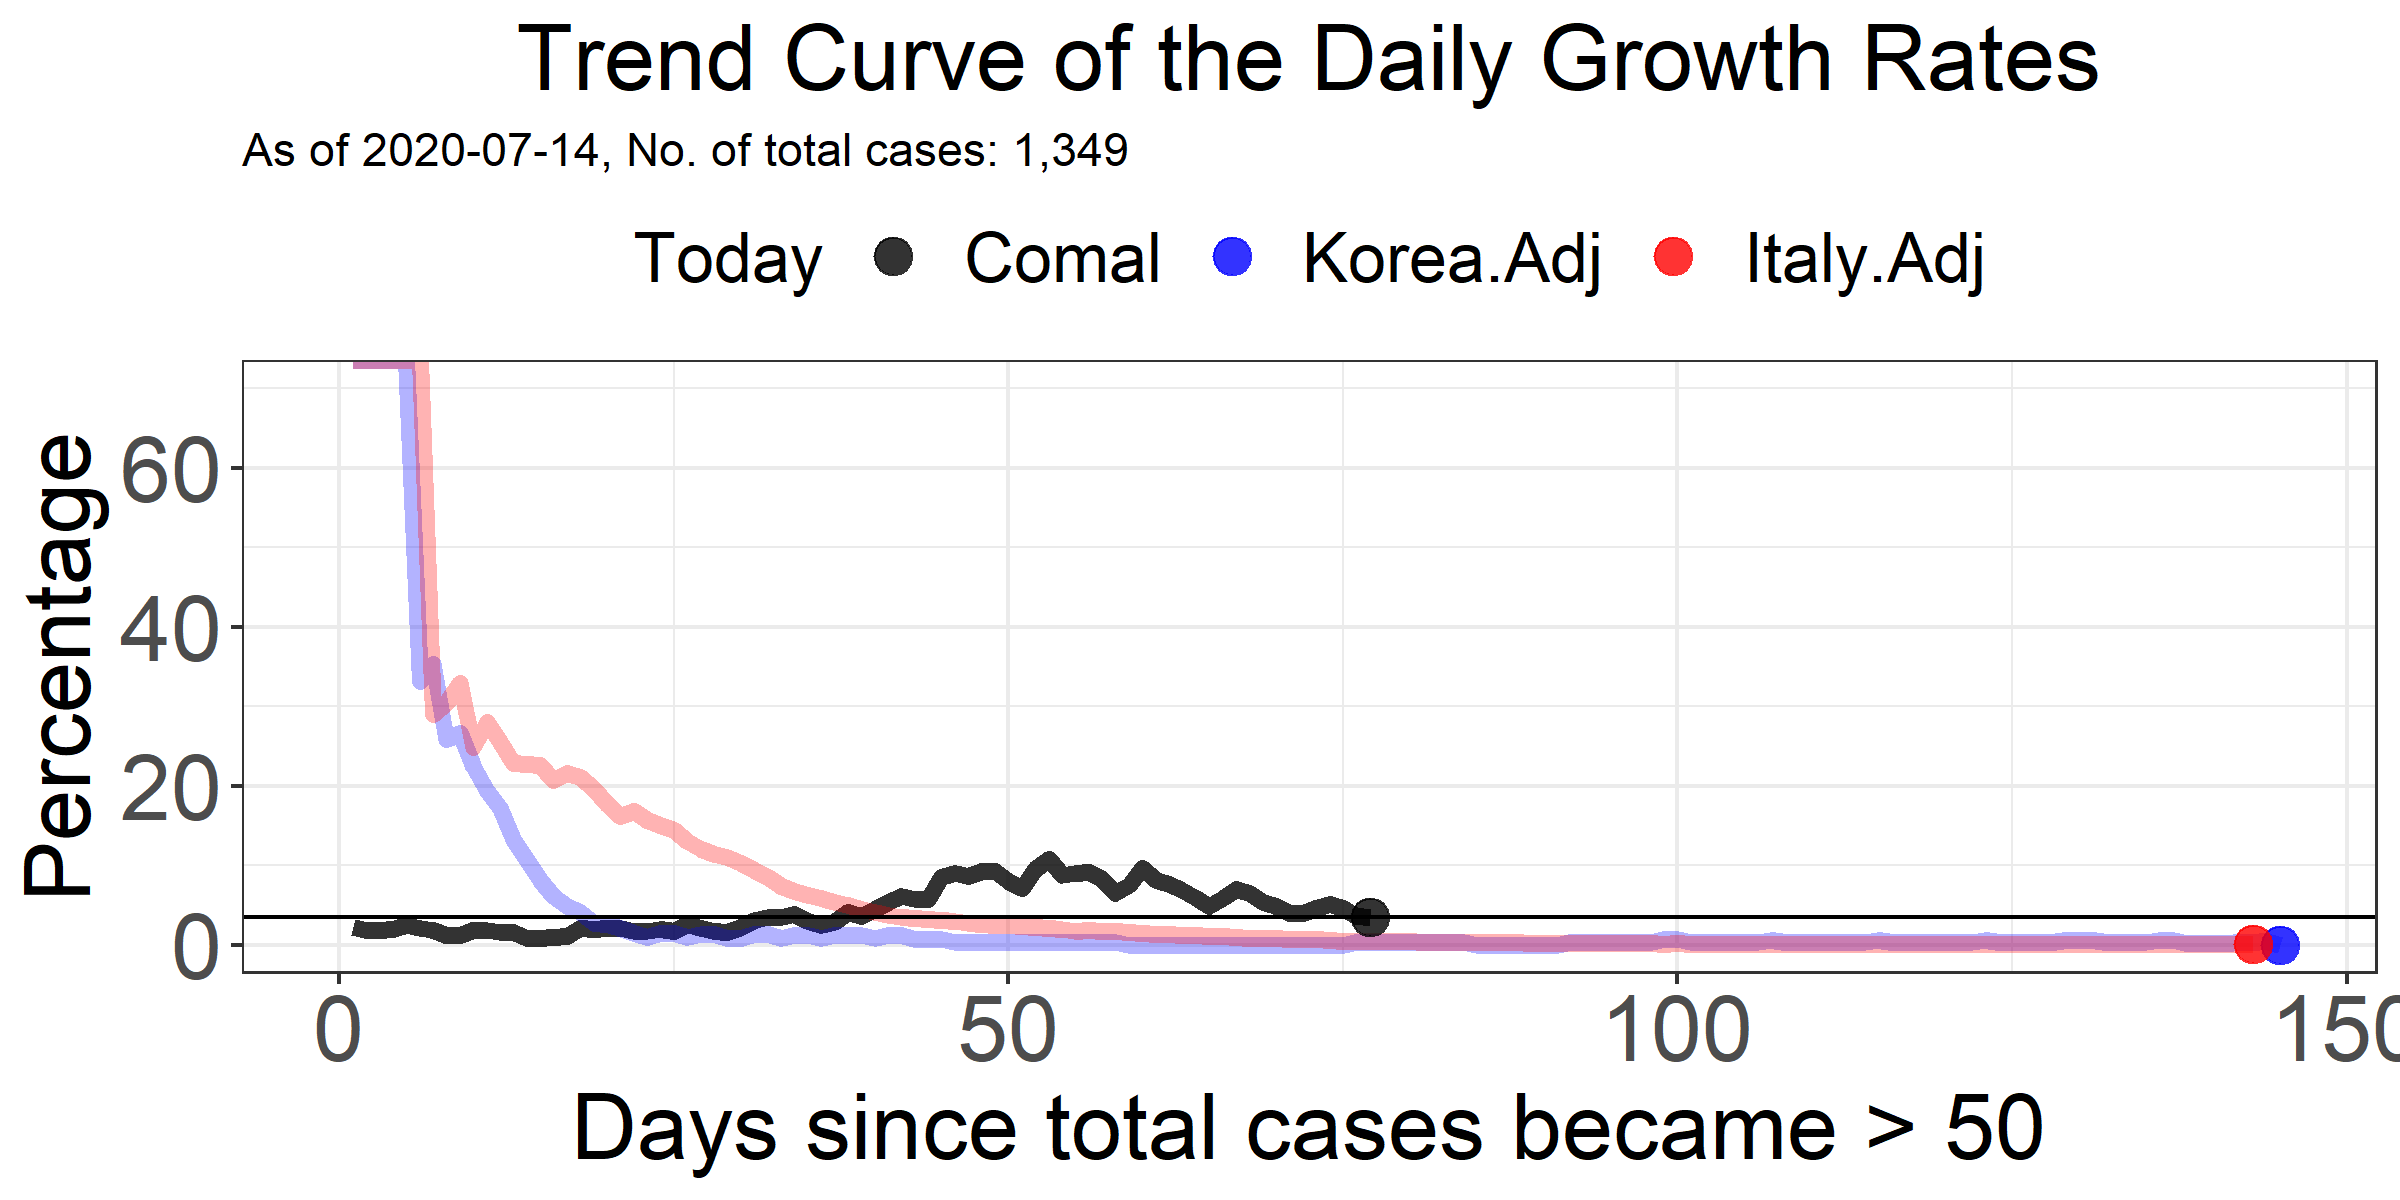 Trend Curve of the Daily Growth Rates
As of 2020-07-14, No. of total cases: 1,349
Today Comal Korea.Adj Italy.Adj
Percentage
60
40
20
0
0 50 100 150
Days since total cases became > 50